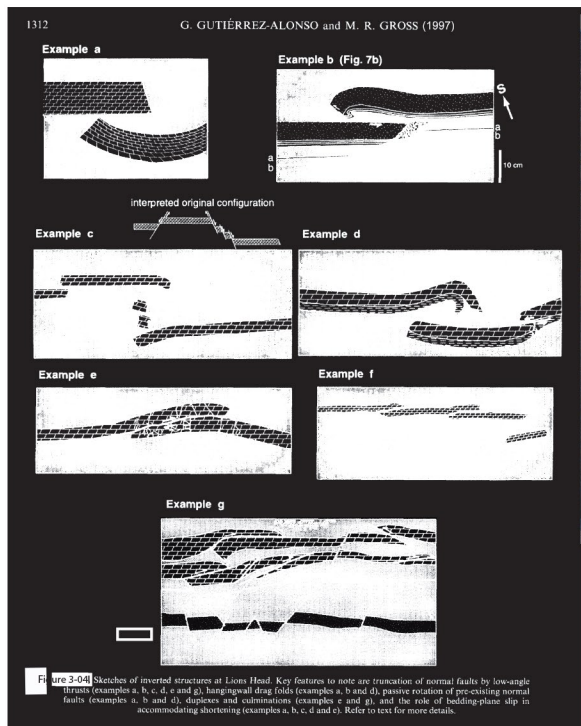 1312
G. GUTIÉRREZ-ALONSO and M. R. GROSS (1997)
Example a
Example b (Fig. 7b)
S
a
b
a
b
10 cm
interpreted original configuration
Example c
Example d
Example e
Example f
Example g
Figure 3-04 Sketches of inverted structures at Lions Head. Key features to note are truncation of normal faults by low-angle
thrusts (examples a, b, c, d, e and g), hangingwall drag folds (examples a, b and d), passive rotation of pre-existing normal
faults (examples a, b and d), duplexes and culminations (examples e and g), and the role of bedding-plane slip in
accommodating shortening (examples a, b, c, d and e). Refer to text for more details.